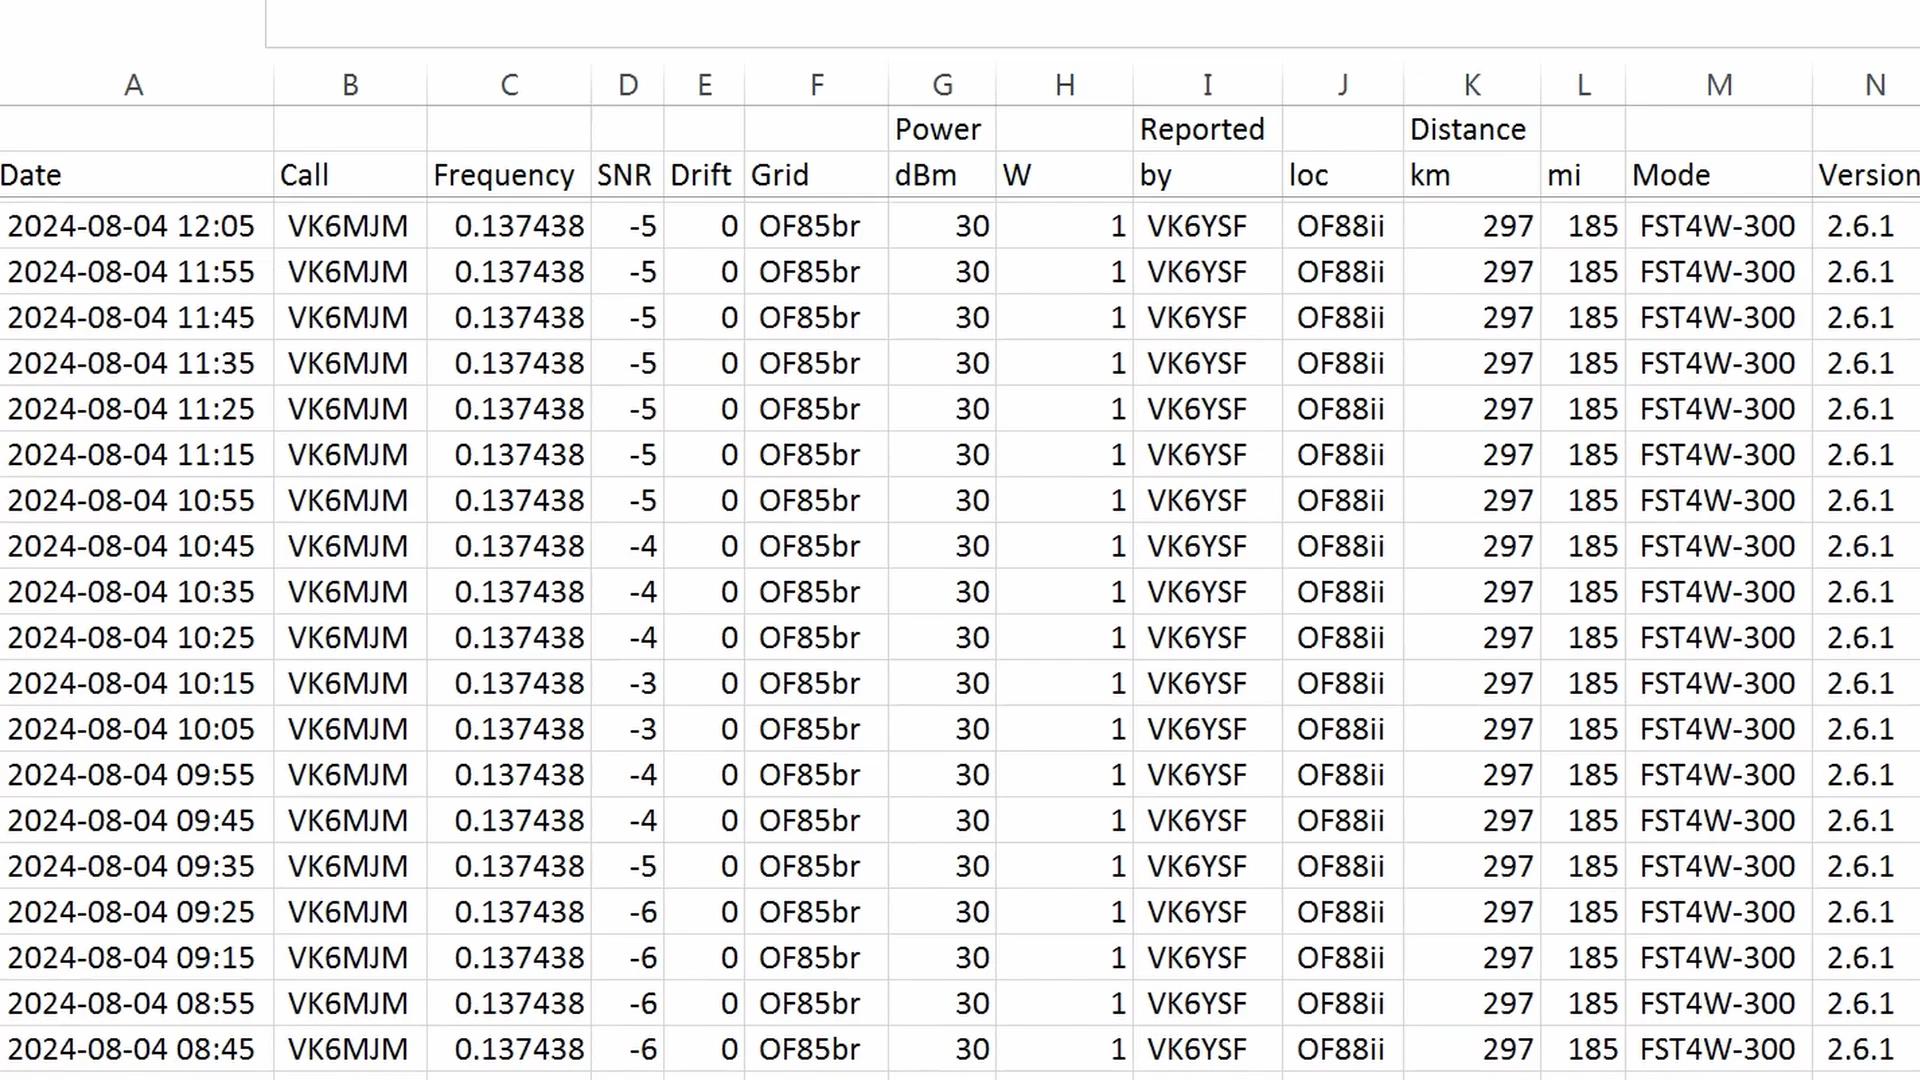 A B C D E F G H I J K L M N
Power Reported Distance
Date Call Frequency SNR Drift Grid dBm W by loc km mi Mode Version
2024-08-04 12:05 VK6MJM 0.137438 -5 0 OF85br 30 1 VK6YSF OF88ii 297 185 FST4W-300 2.6.1
2024-08-04 11:55 VK6MJM 0.137438 -5 0 OF85br 30 1 VK6YSF OF88ii 297 185 FST4W-300 2.6.1
2024-08-04 11:45 VK6MJM 0.137438 -5 0 OF85br 30 1 VK6YSF OF88ii 297 185 FST4W-300 2.6.1
2024-08-04 11:35 VK6MJM 0.137438 -5 0 OF85br 30 1 VK6YSF OF88ii 297 185 FST4W-300 2.6.1
2024-08-04 11:25 VK6MJM 0.137438 -5 0 OF85br 30 1 VK6YSF OF88ii 297 185 FST4W-300 2.6.1
2024-08-04 11:15 VK6MJM 0.137438 -5 0 OF85br 30 1 VK6YSF OF88ii 297 185 FST4W-300 2.6.1
2024-08-04 10:55 VK6MJM 0.137438 -5 0 OF85br 30 1 VK6YSF OF88ii 297 185 FST4W-300 2.6.1
2024-08-04 10:45 VK6MJM 0.137438 -4 0 OF85br 30 1 VK6YSF OF88ii 297 185 FST4W-300 2.6.1
2024-08-04 10:35 VK6MJM 0.137438 -4 0 OF85br 30 1 VK6YSF OF88ii 297 185 FST4W-300 2.6.1
2024-08-04 10:25 VK6MJM 0.137438 -4 0 OF85br 30 1 VK6YSF OF88ii 297 185 FST4W-300 2.6.1
2024-08-04 10:15 VK6MJM 0.137438 -3 0 OF85br 30 1 VK6YSF OF88ii 297 185 FST4W-300 2.6.1
2024-08-04 10:05 VK6MJM 0.137438 -3 0 OF85br 30 1 VK6YSF OF88ii 297 185 FST4W-300 2.6.1
2024-08-04 09:55 VK6MJM 0.137438 -4 0 OF85br 30 1 VK6YSF OF88ii 297 185 FST4W-300 2.6.1
2024-08-04 09:45 VK6MJM 0.137438 -4 0 OF85br 30 1 VK6YSF OF88ii 297 185 FST4W-300 2.6.1
2024-08-04 09:35 VK6MJM 0.137438 -5 0 OF85br 30 1 VK6YSF OF88ii 297 185 FST4W-300 2.6.1
2024-08-04 09:25 VK6MJM 0.137438 -6 0 OF85br 30 1 VK6YSF OF88ii 297 185 FST4W-300 2.6.1
2024-08-04 09:15 VK6MJM 0.137438 -6 0 OF85br 30 1 VK6YSF OF88ii 297 185 FST4W-300 2.6.1
2024-08-04 08:55 VK6MJM 0.137438 -6 0 OF85br 30 1 VK6YSF OF88ii 297 185 FST4W-300 2.6.1
2024-08-04 08:45 VK6MJM 0.137438 -6 0 OF85br 30 1 VK6YSF OF88ii 297 185 FST4W-300 2.6.1